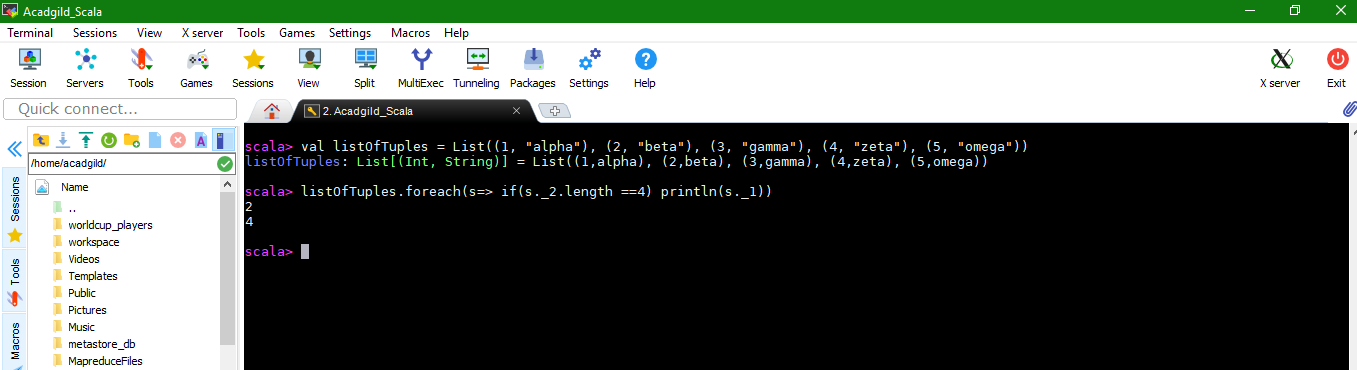 Acadgild_Scala
Terminal Sessions View X server Tools Games Settings Macros Help
Session Servers Tools Games Sessions View Split MultiExec Tunneling Packages Settings Help X server Exit
Quick connect...
2. Acadgild_Scala
/home/acadgild/
Name
..
worldcup_players
workspace
Videos
Templates
Public
Pictures
Music
metastore_db
MapreduceFiles
Sessions
Tools
Macros
scala> val listOfTuples = List((1, "alpha"), (2, "beta"), (3, "gamma"), (4, "zeta"), (5, "omega"))
listOfTuples: List[(Int, String)] = List((1,alpha), (2,beta), (3,gamma), (4,zeta), (5,omega))
scala> listOfTuples.foreach(s=> if(s._2.length ==4) println(s._1))
2
4
scala>